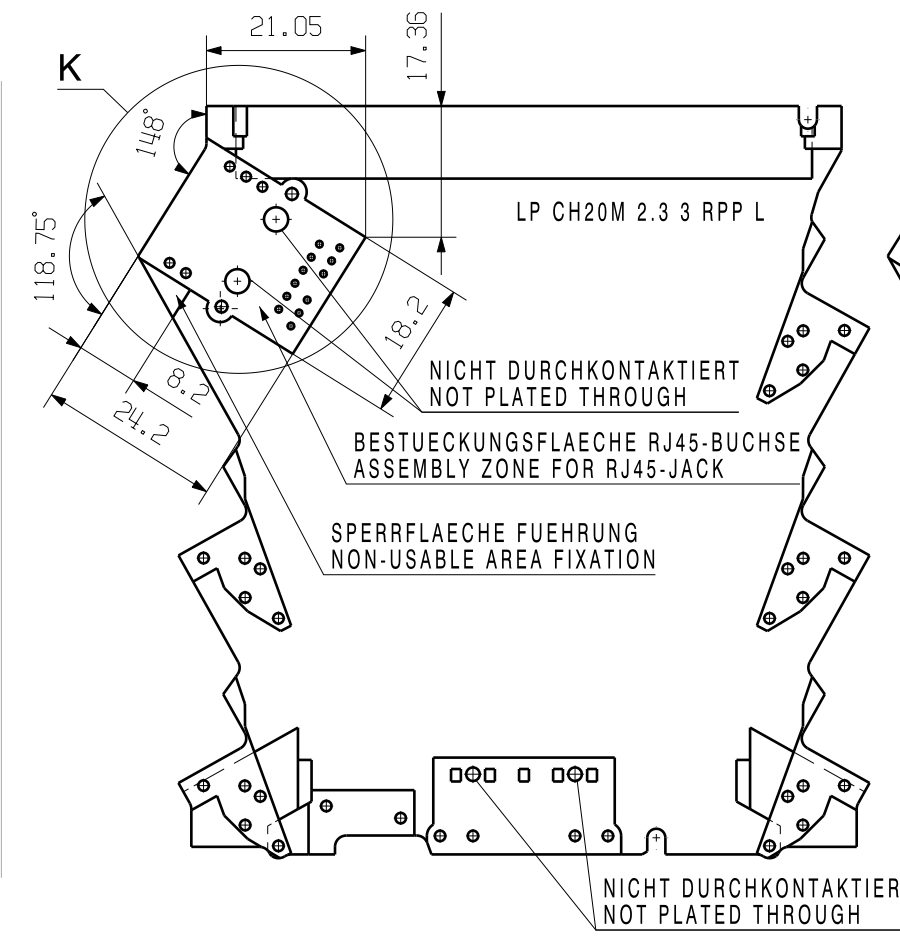 21.05
17.36
K
148°
LP CH20M 2.3 3 RPP L
118.75°
18.2
8.2
24.2
NICHT DURCHKONTAKTIERT
NOT PLATED THROUGH
BESTUECKUNGSFLAECHE RJ45-BUCHSE
ASSEMBLY ZONE FOR RJ45-JACK
SPERRFLAECHE FUEHRUNG
NON-USABLE AREA FIXATION
NICHT DURCHKONTAKTIER
NOT PLATED THROUGH